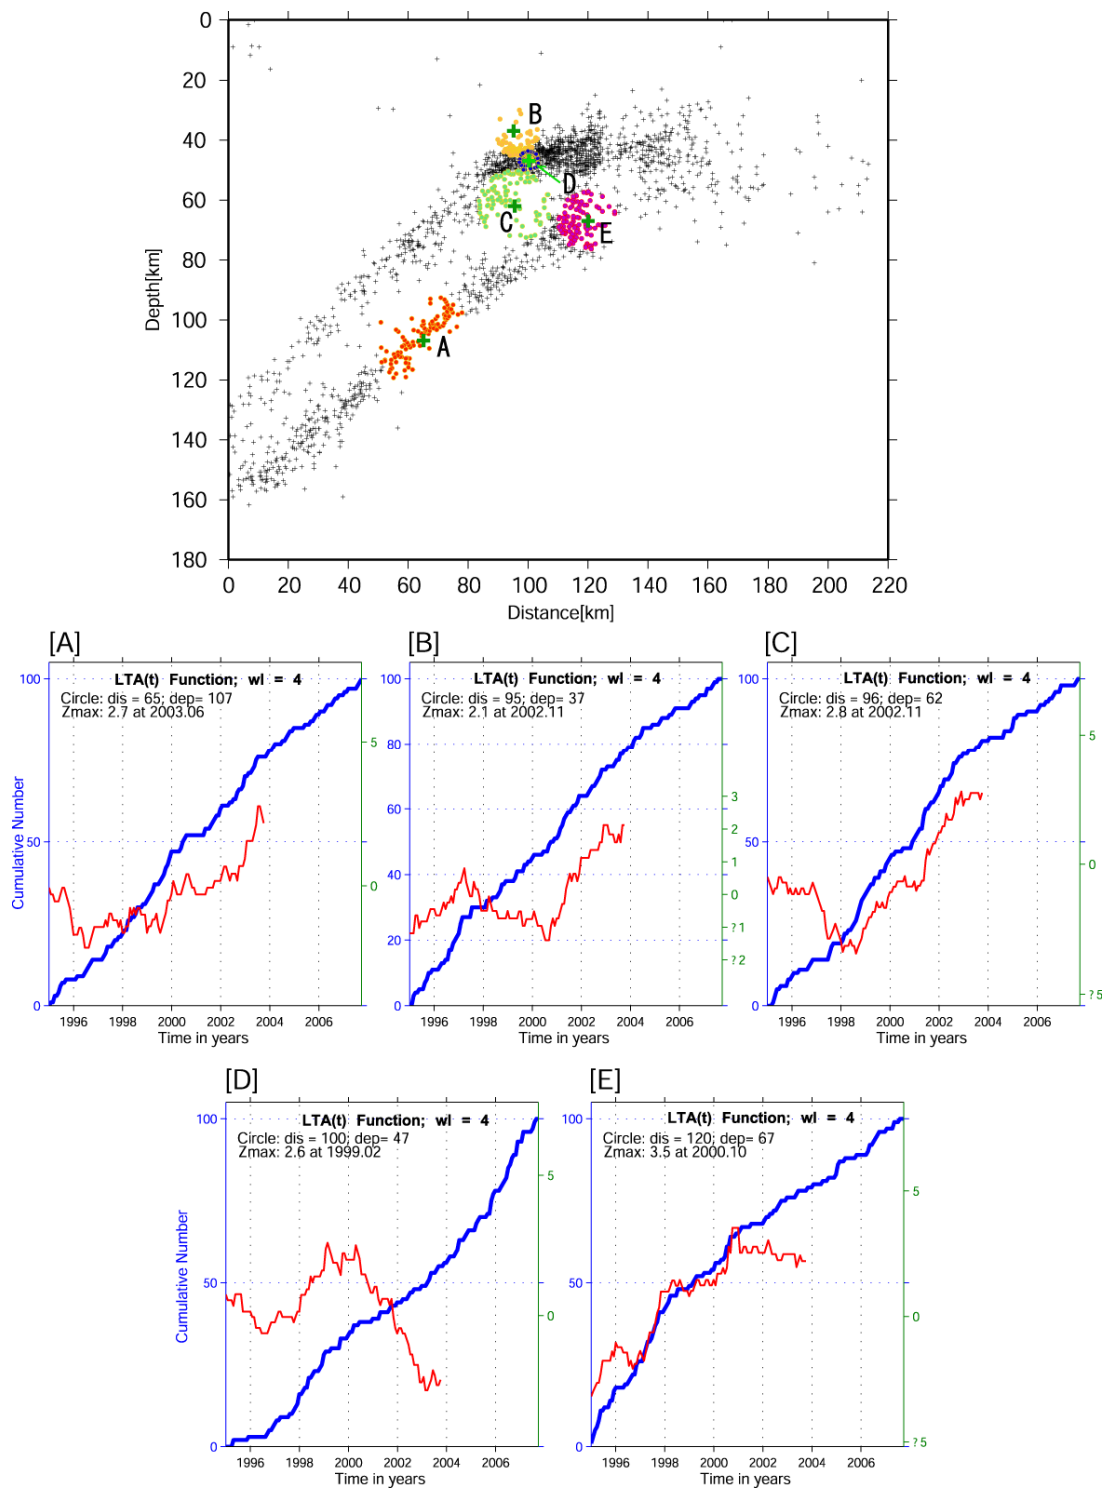 0
20
40
60
80
100
120
140
160
180
Depth[km]
B
D
C
E
A
0 20 40 60 80 100 120 140 160 180 200 220
Distance[km]
[A]
LTA(t) Function; wl = 4
Circle: dis = 65; dep= 107
Zmax: 2.7 at 2003.06
100
50
0
Cumulative Number
5
0
1996 1998 2000 2002 2004 2006
Time in years
[B]
LTA(t) Function; wl = 4
Circle: dis = 95; dep= 37
Zmax: 2.1 at 2002.11
100
80
60
40
20
0
3
2
1
0
?1
?2
1996 1998 2000 2002 2004 2006
Time in years
[C]
LTA(t) Function; wl = 4
Circle: dis = 96; dep= 62
Zmax: 2.8 at 2002.11
100
50
0
5
0
?5
1996 1998 2000 2002 2004 2006
Time in years
[D]
LTA(t) Function; wl = 4
Circle: dis = 100; dep= 47
Zmax: 2.6 at 1999.02
100
50
0
Cumulative Number
5
0
1996 1998 2000 2002 2004 2006
Time in years
[E]
LTA(t) Function; wl = 4
Circle: dis = 120; dep= 67
Zmax: 3.5 at 2000.10
100
50
0
5
0
?5
1996 1998 2000 2002 2004 2006
Time in years